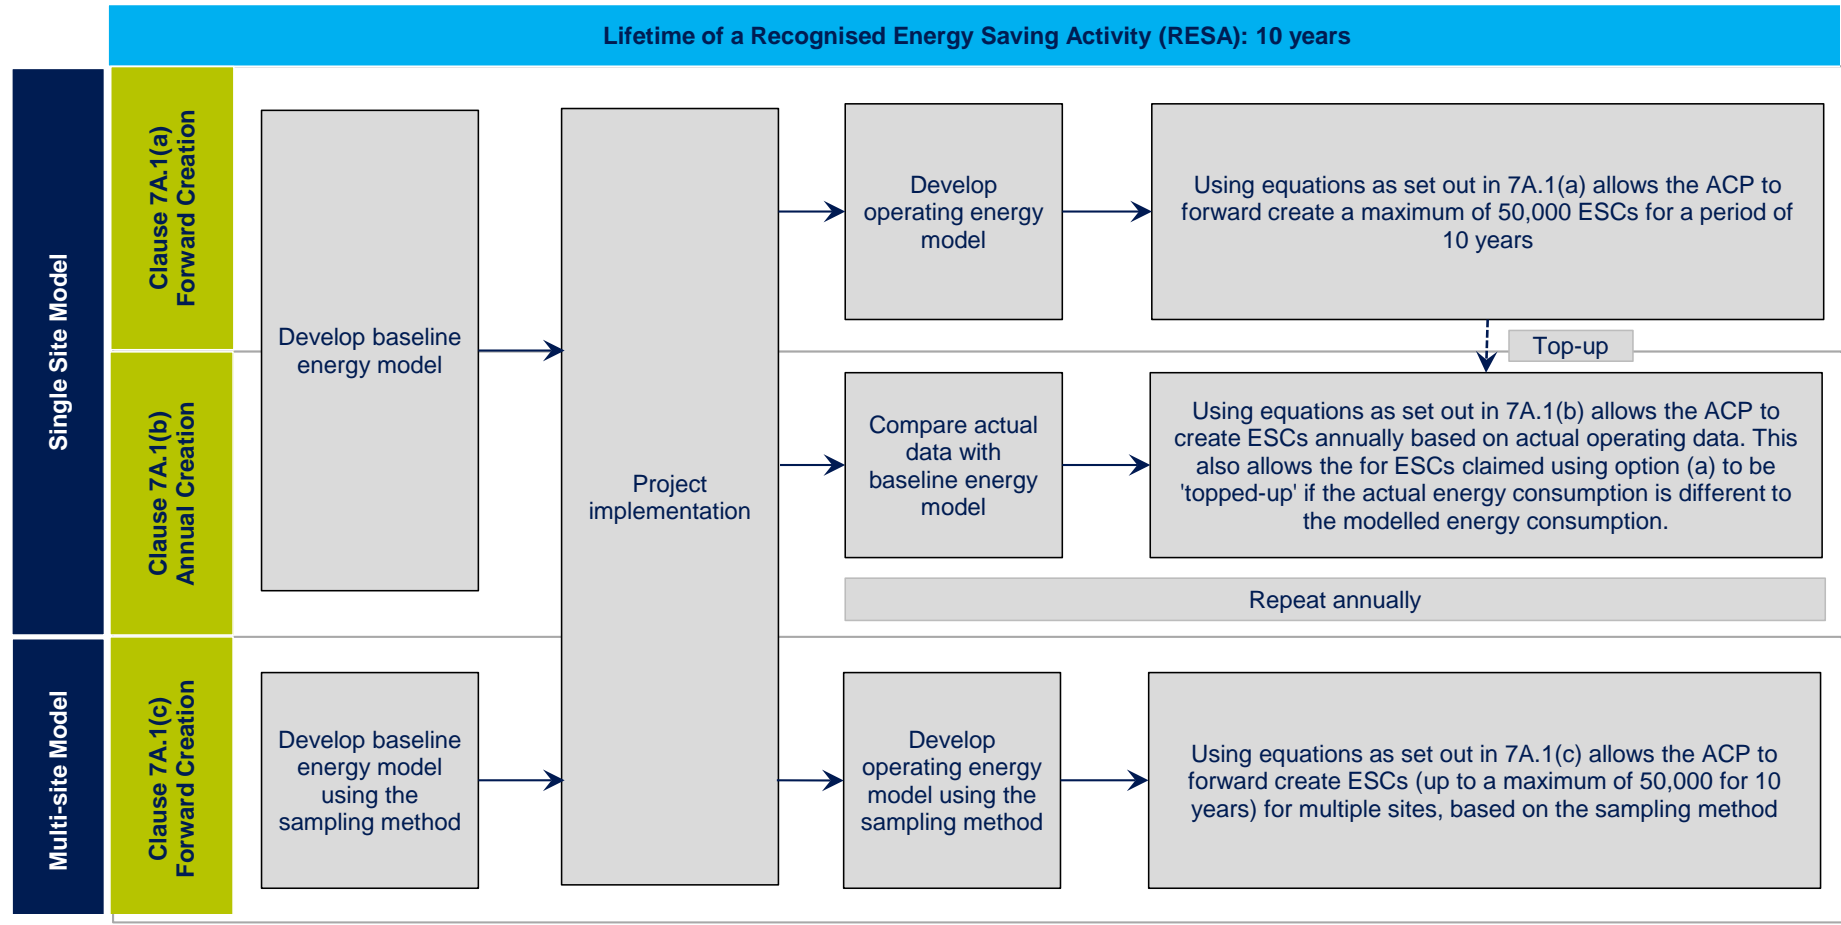 Lifetime of a Recognised Energy Saving Activity (RESA): 10 years
Single Site Model
Clause 7A.1(a)
Forward Creation
Develop baseline
energy model
Project
implementation
Develop
operating energy
model
Using equations as set out in 7A.1(a) allows the ACP to
forward create a maximum of 50,000 ESCs for a period of
10 years
Top-up
Clause 7A.1(b)
Annual Creation
Compare actual
data with
baseline energy
model
Using equations as set out in 7A.1(b) allows the ACP to
create ESCs annually based on actual operating data. This
also allows the for ESCs claimed using option (a) to be
'topped-up' if the actual energy consumption is different to
the modelled energy consumption.
Repeat annually
Multi-site Model
Clause 7A.1(c)
Forward Creation
Develop baseline
energy model
using the
sampling method
Develop
operating energy
model using the
sampling method
Using equations as set out in 7A.1(c) allows the ACP to
forward create ESCs (up to a maximum of 50,000 for 10
years) for multiple sites, based on the sampling method